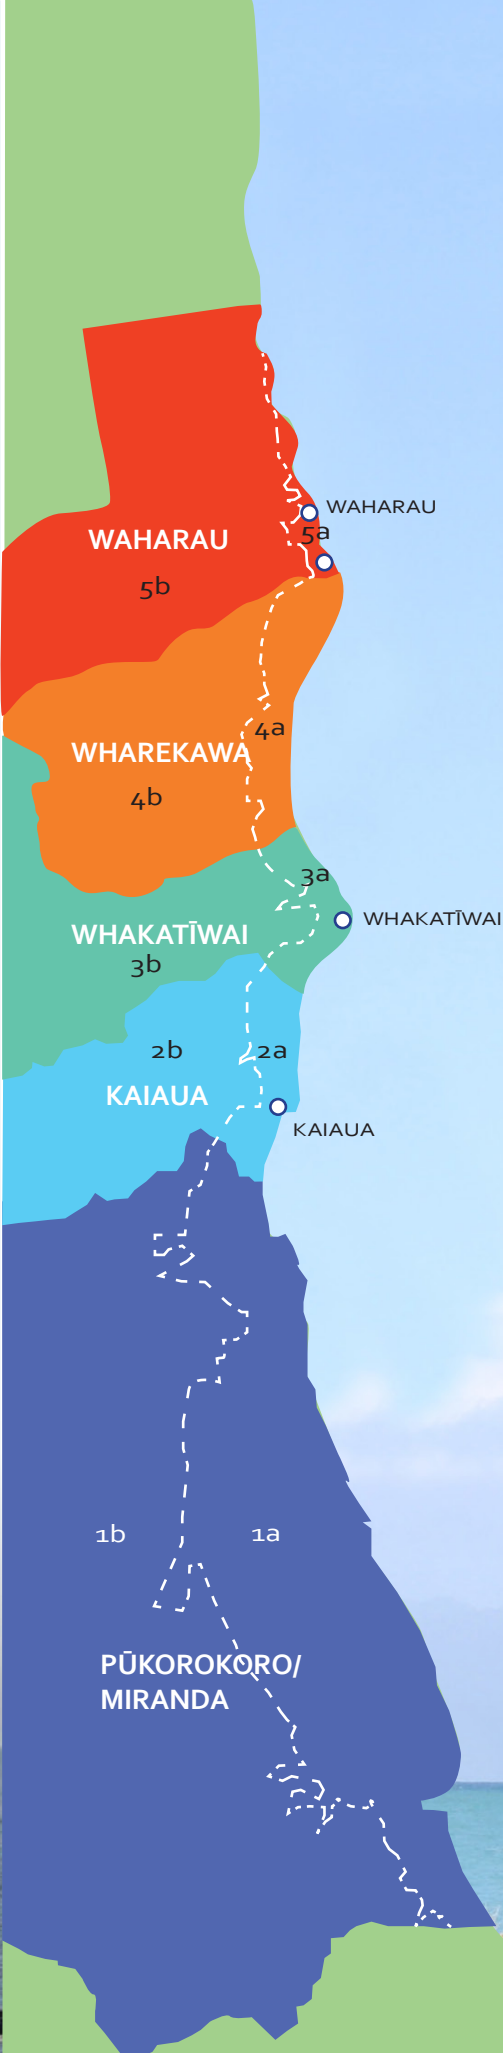 WAHARAU
5a
WAHARAU
5b
4a
WHAREKAWA
4b
3a
WHAKATĪWAI
WHAKATĪWAI
3b
2b
2a
KAIAUA
KAIAUA
1b
1a
PŪKOROKORO/
MIRANDA